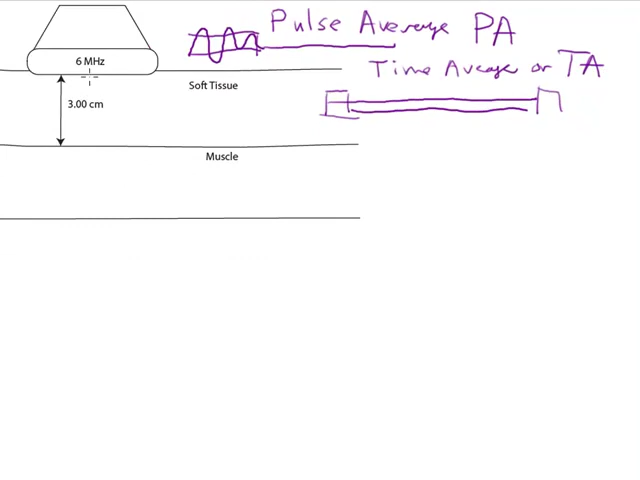 Pulse Average PA
6 MHz
Time Average or TA
Soft Tissue
3.00 cm
Muscle